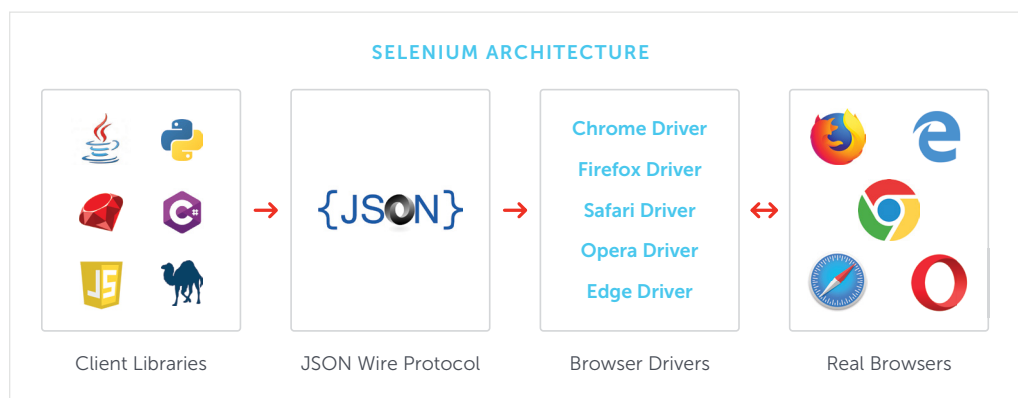 SELENIUM ARCHITECTURE
C#
JS
{JSON}
Chrome Driver
Firefox Driver
Safari Driver
Opera Driver
Edge Driver
Client Libraries
JSON Wire Protocol
Browser Drivers
Real Browsers